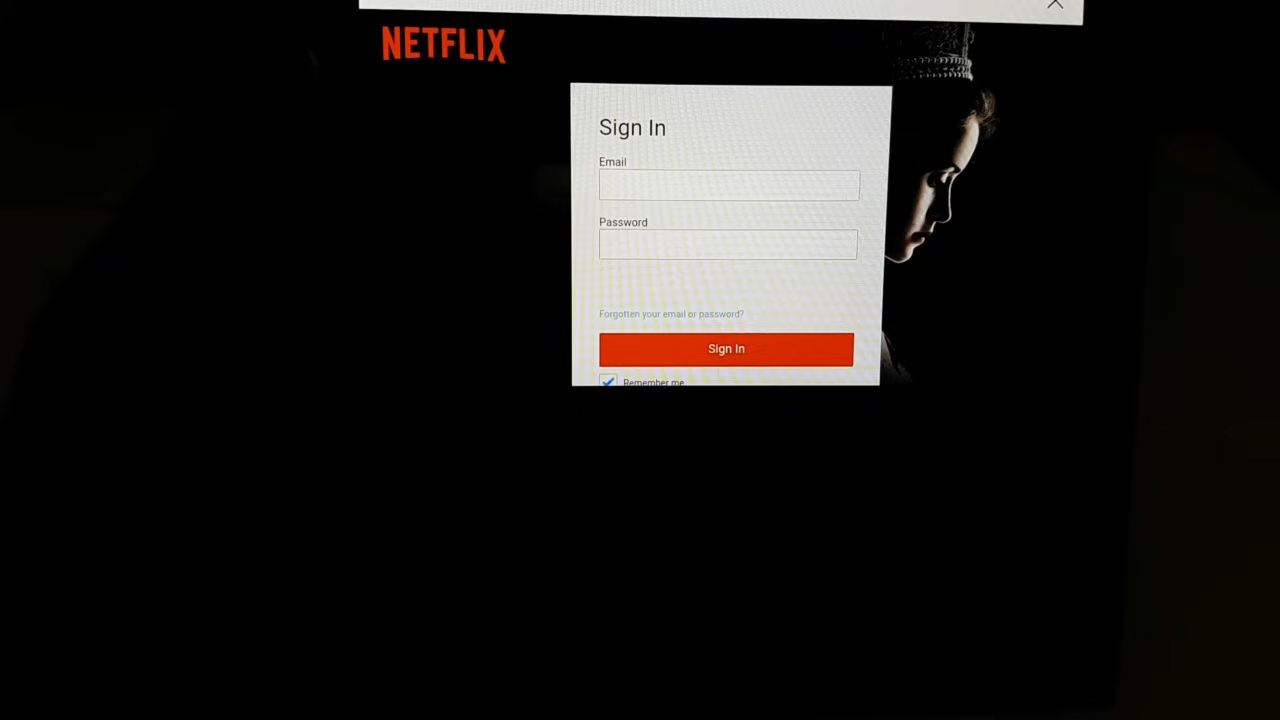 NETFLIX
Sign In
Email
Password
Forgotten your email or password?
Sign In
Remember me